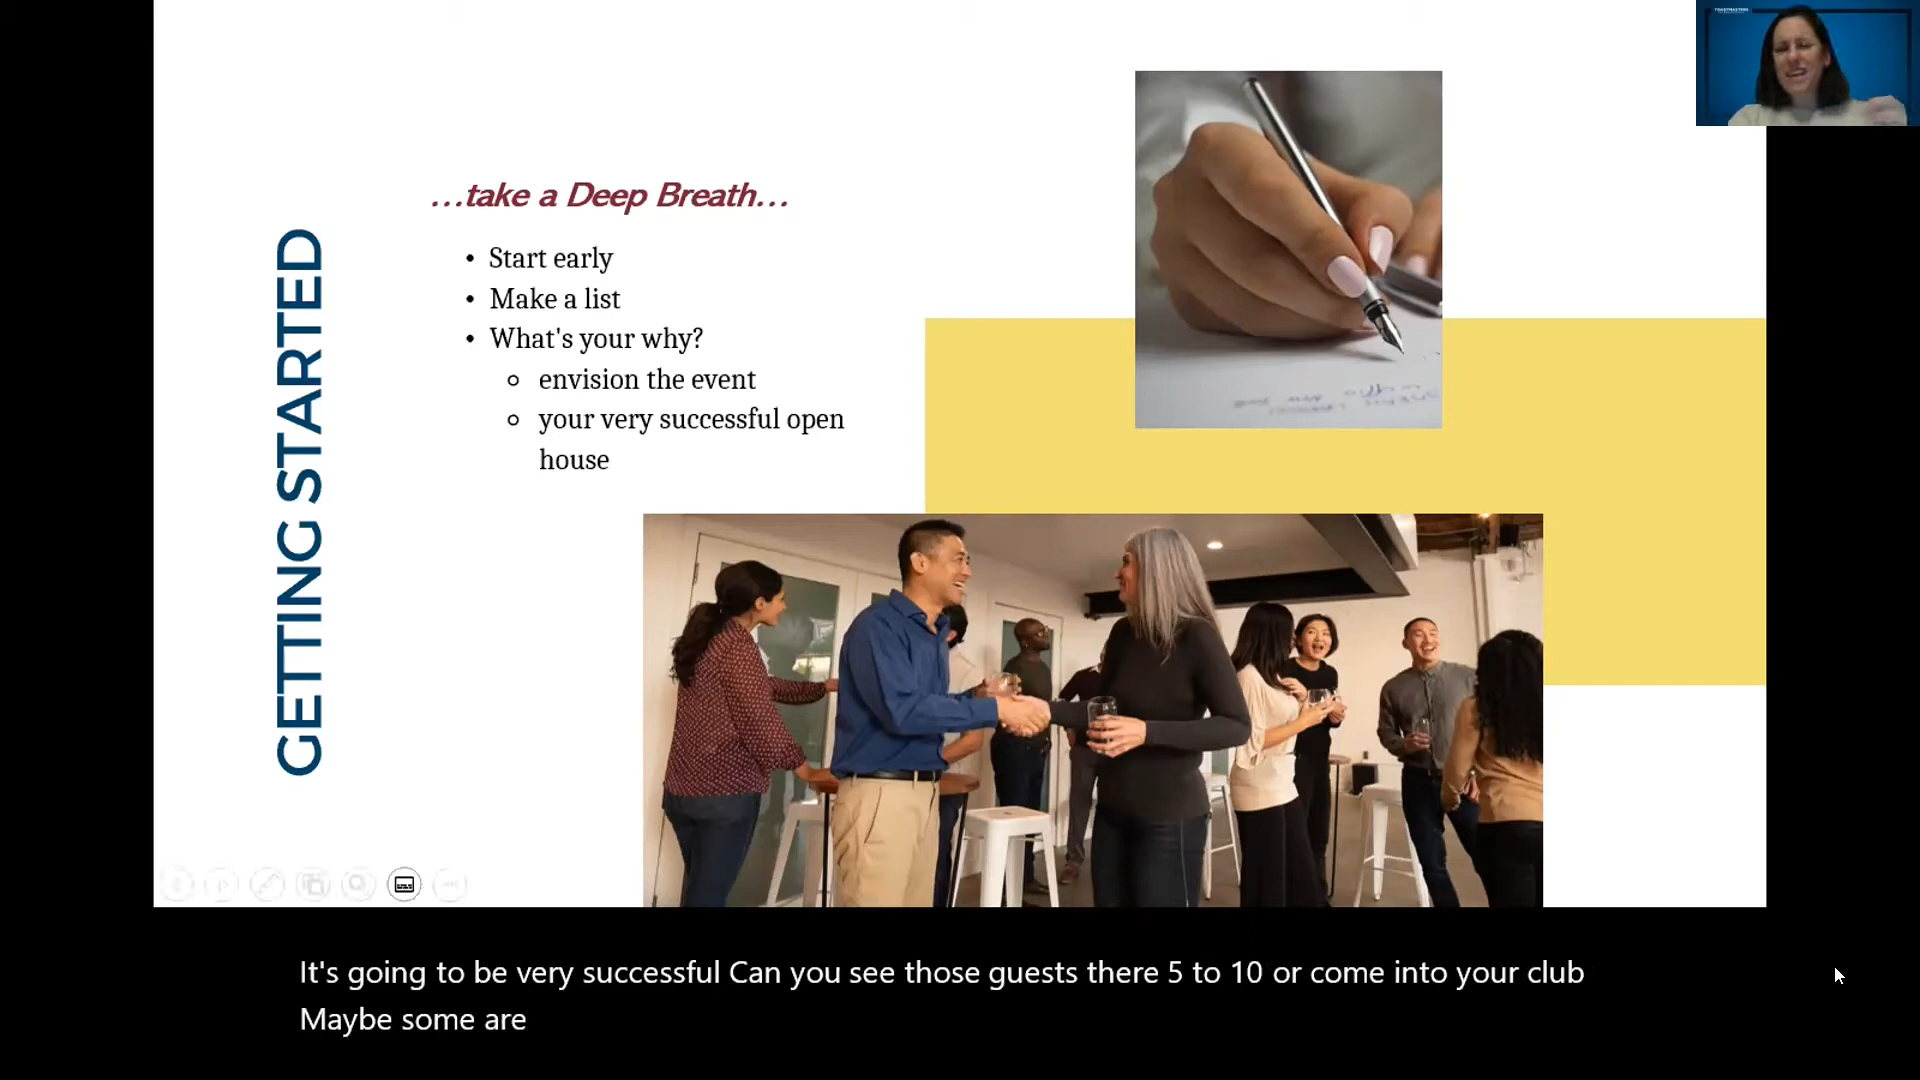 TOASTMASTERS
GETTING STARTED
...take a Deep Breath...
• Start early
• Make a list
• What's your why?
○ envision the event
○ your very successful open
house
It's going to be very successful Can you see those guests there 5 to 10 or come into your club
Maybe some are